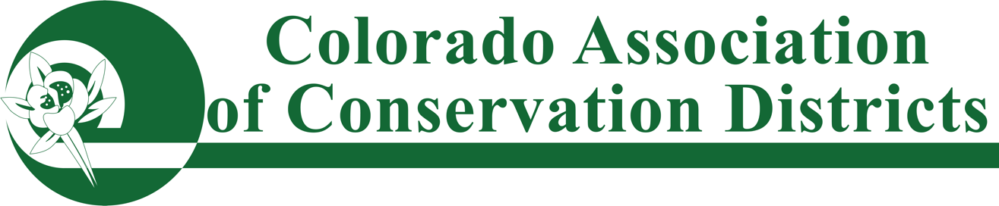 Colorado Association
of Conservation Districts